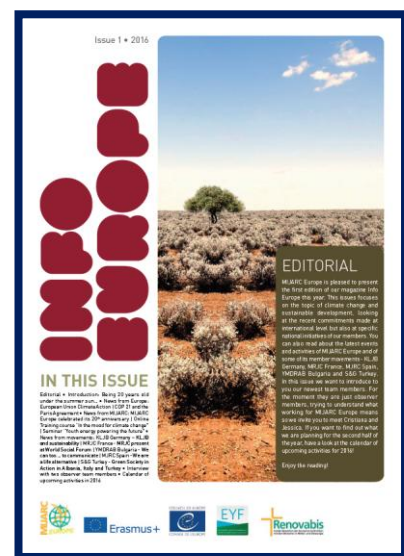 Issue 1 • 2016
INFO
EUROPE
IN THIS ISSUE
Editorial • Introduction: Being 20 years old
under the summer sun... • News from Europe:
European Union Climate Action | COP 21 and the
Paris Agreement • News from MIJARC: MIJARC
Europe celebrated its 20th anniversary | Online
Training course "In the mood for climate change"
| Seminar "Youth energy powering the future" •
News from movements: KLJB Germany – KLJB
and sustainability | MRJC France - MRJC present
at World Social Forum | YMDRAB Bulgaria - We
can too... to communicate | MJRC Spain - We are
a life alternative | S&G Turkey - Green Society in
Action in Albania, Italy and Turkey • Interview
with two observer team members • Calendar of
upcoming activities in 2016
EDITORIAL
MIJARC Europe is pleased to present
the first edition of our magazine Info
Europe this year. This issues focuses
on the topic of climate change and
sustainable development, looking
at the recent commitments made at
international level but also at specific
national initiatives of our members. You
can also read about the latest events
and activities of MIJARC Europe and of
some of its member movements - KLJB
Germany, MRJC France, MJRC Spain,
YMDRAB Bulgaria and S&G Turkey.
In this issue we want to introduce to
you our newest team members. For
the moment they are just observer
members, trying to understand what
working for MIJARC Europe means
so we invite you to meet Cristiana and
Jessica. If you want to find out what
we are planning for the second half of
the year, have a look at the calendar of
upcoming activities for 2016!
Enjoy the reading!
MIJARC
EUROPE
Erasmus+
COUNCIL OF EUROPE
CONSEIL DE L'EUROPE
EYF
Renovabis